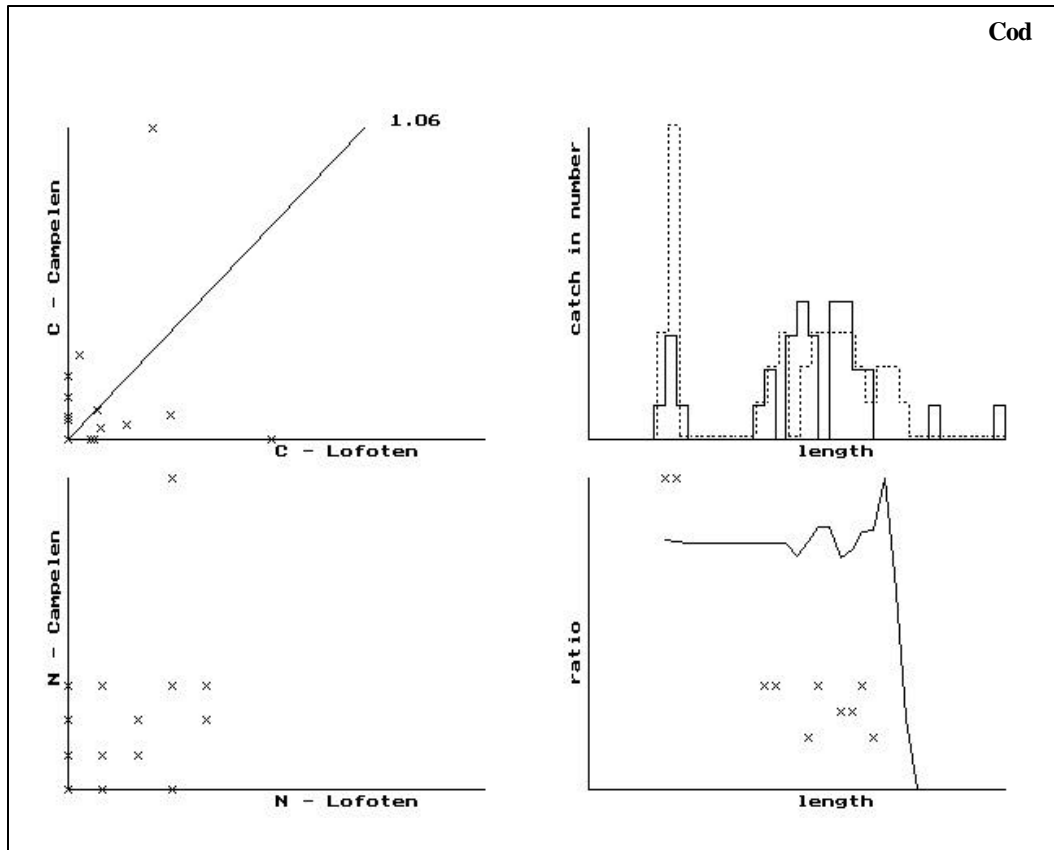 Cod
1.06
C - Campelen
C - Lofoten
catch in number
length
N - Campelen
N - Lofoten
ratio
length